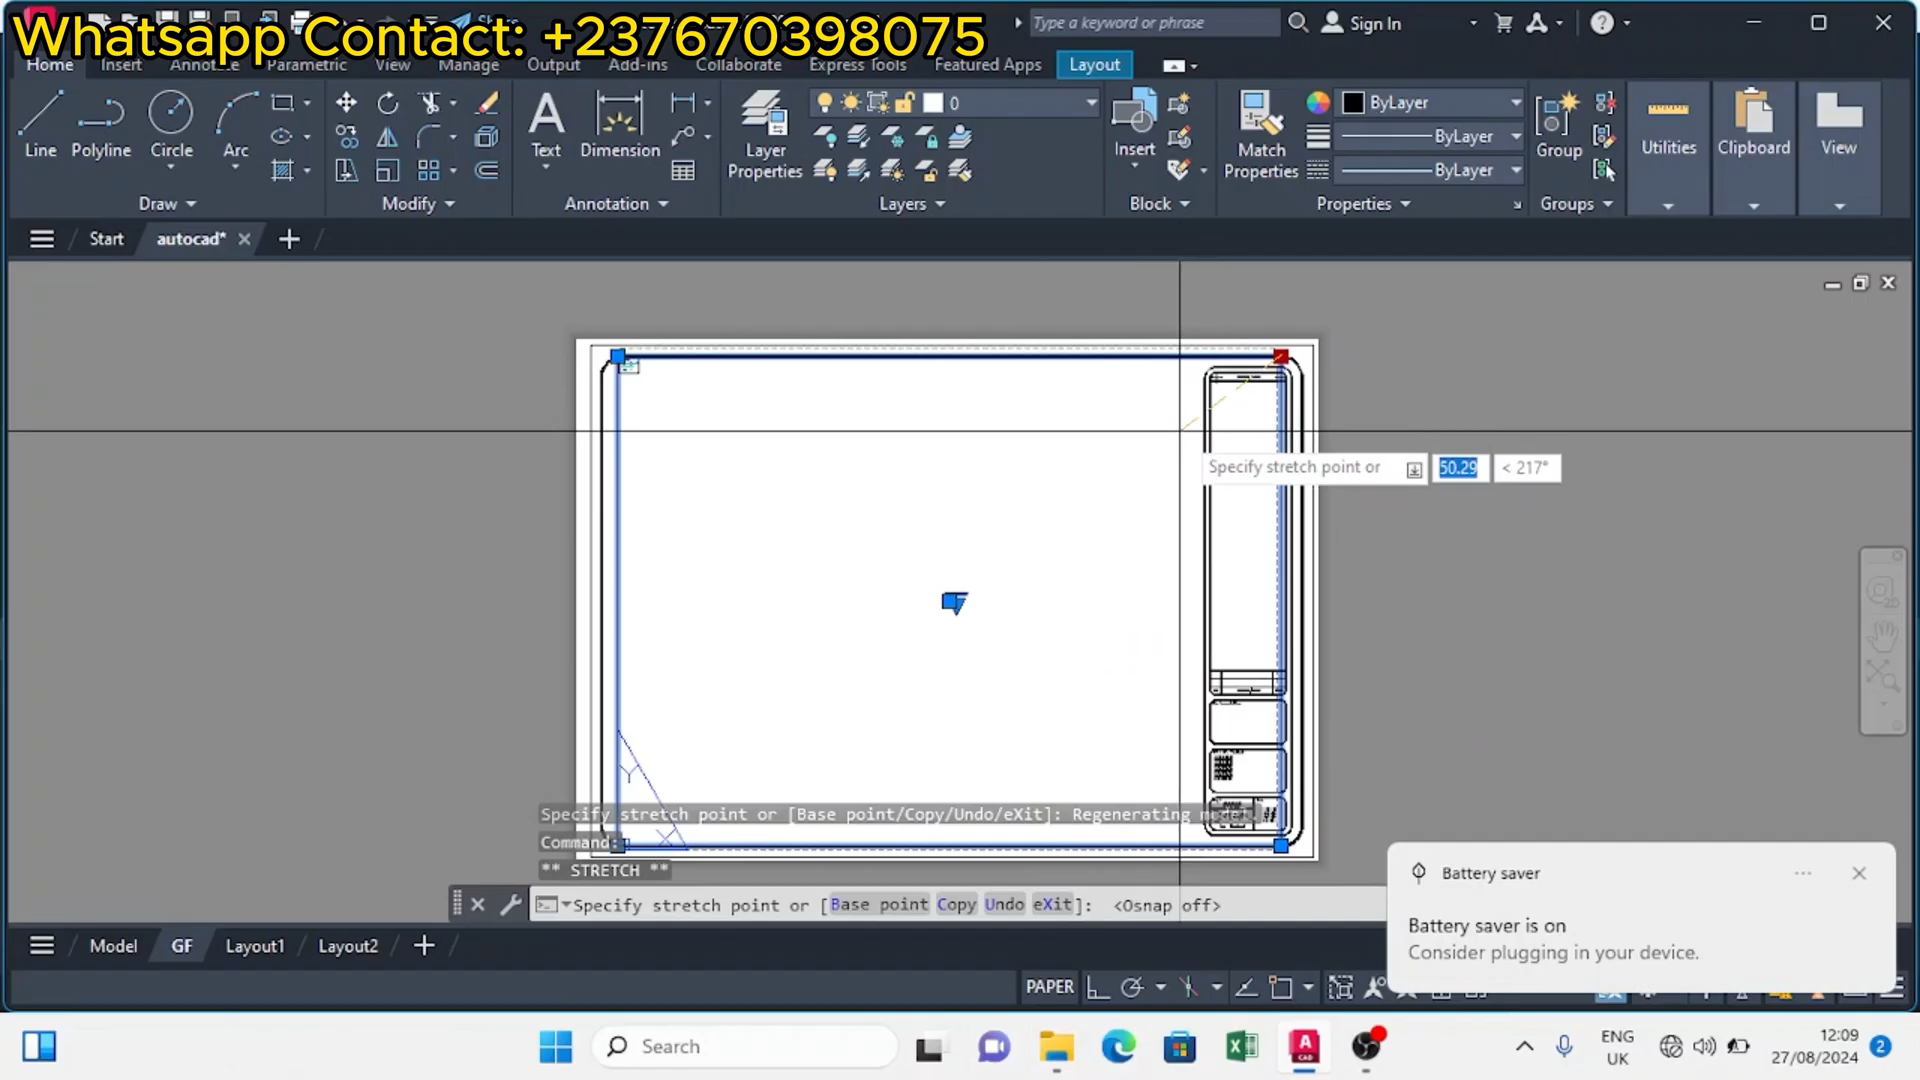 Whatsapp Contact: +237670398075
Type a keyword or phrase
Sign In
Home
Insert
Annotate
Parametric
View
Manage
Output
Add-ins
Collaborate
Express Tools
Featured Apps
Layout
Line
Polyline
Circle
Arc
Text
Dimension
Layer
Properties
0
Insert
Match
Properties
ByLayer
ByLayer
ByLayer
Group
Utilities
Clipboard
View
Draw
Modify
Annotation
Layers
Block
Properties
Groups
Start
autocad*
Specify stretch point or
50.29
< 217°
Y
X
Specify stretch point or [Base point/Copy/Undo/eXit]: Regenerating model.
Command:
** STRETCH **
Specify stretch point or [Base point Copy Undo eXit]: <Osnap off>
Battery saver
Battery saver is on
Consider plugging in your device.
Model
GF
Layout1
Layout2
PAPER
Search
ENG
UK
12:09
27/08/2024
2